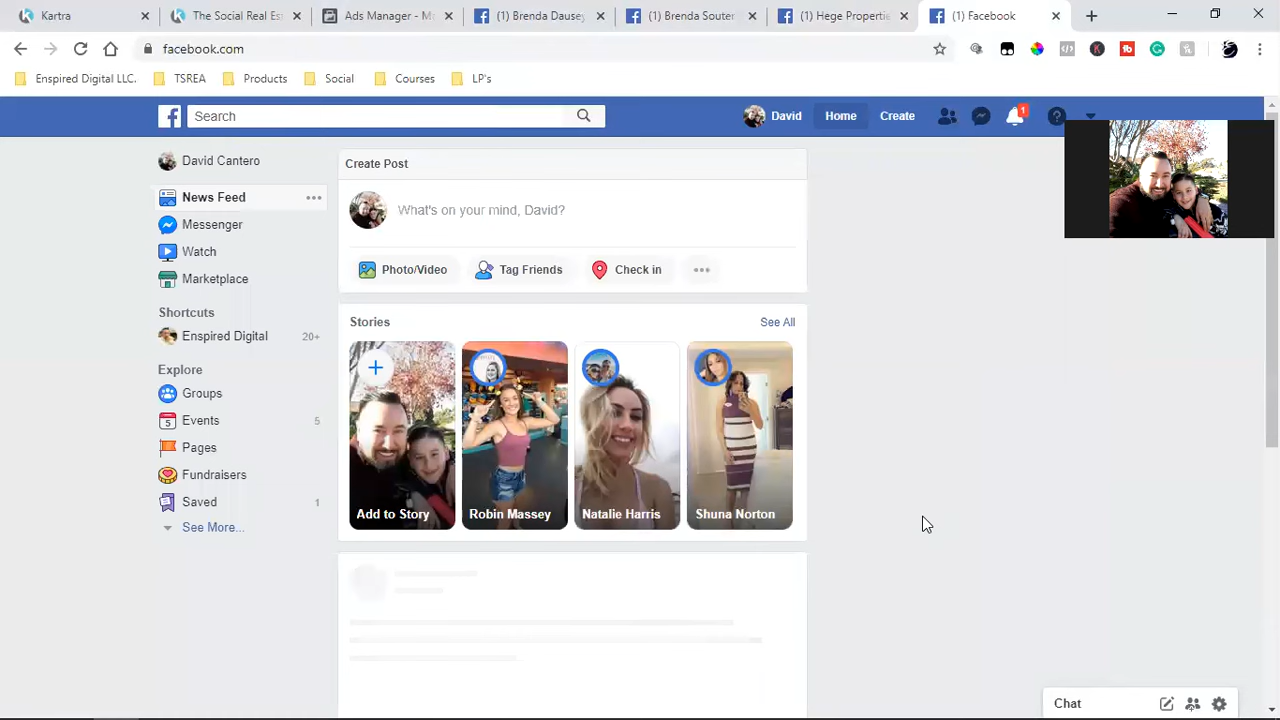 Kartra
The Social Real Est
Ads Manager - M
(1) Brenda Dausey
(1) Brenda Souter
(1) Hege Propertie
(1) Facebook
facebook.com
Enspired Digital LLC.
TSREA
Products
Social
Courses
LP's
Search
David
Home
Create
1
David Cantero
News Feed
Messenger
Watch
Marketplace
Shortcuts
Enspired Digital 20+
Explore
Groups
Events 5
Pages
Fundraisers
Saved 1
See More...
Create Post
What's on your mind, David?
Photo/Video
Tag Friends
Check in
Stories
See All
Add to Story
Robin Massey
Natalie Harris
Shuna Norton
Chat